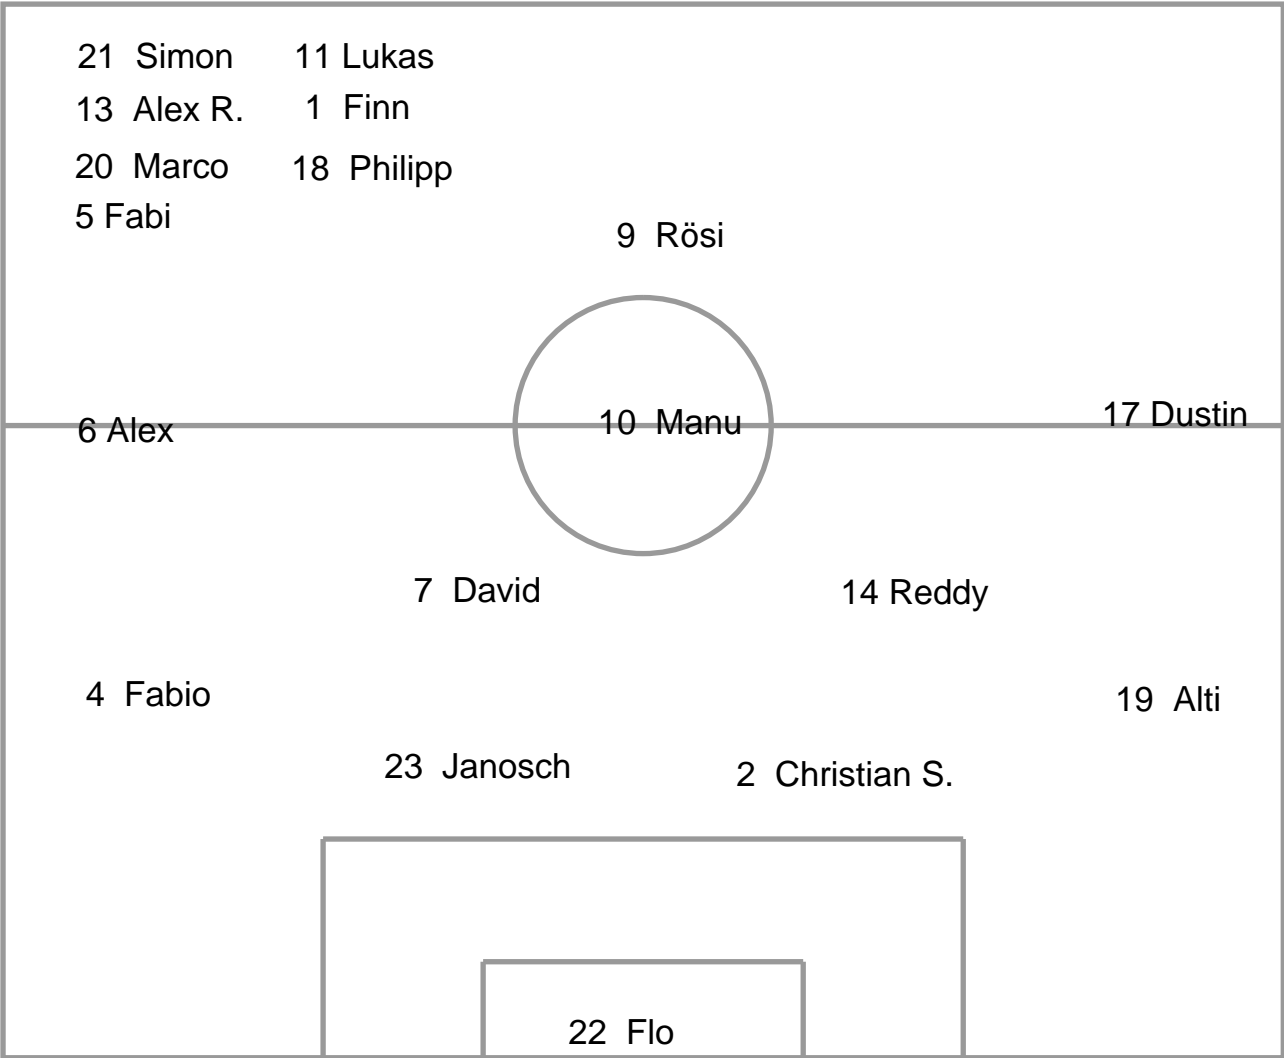 21 Simon
11 Lukas
13 Alex R.
1 Finn
20 Marco
18 Philipp
5 Fabi
9 Rösi
6 Alex
10 Manu
17 Dustin
7 David
14 Reddy
4 Fabio
19 Alti
23 Janosch
2 Christian S.
22 Flo